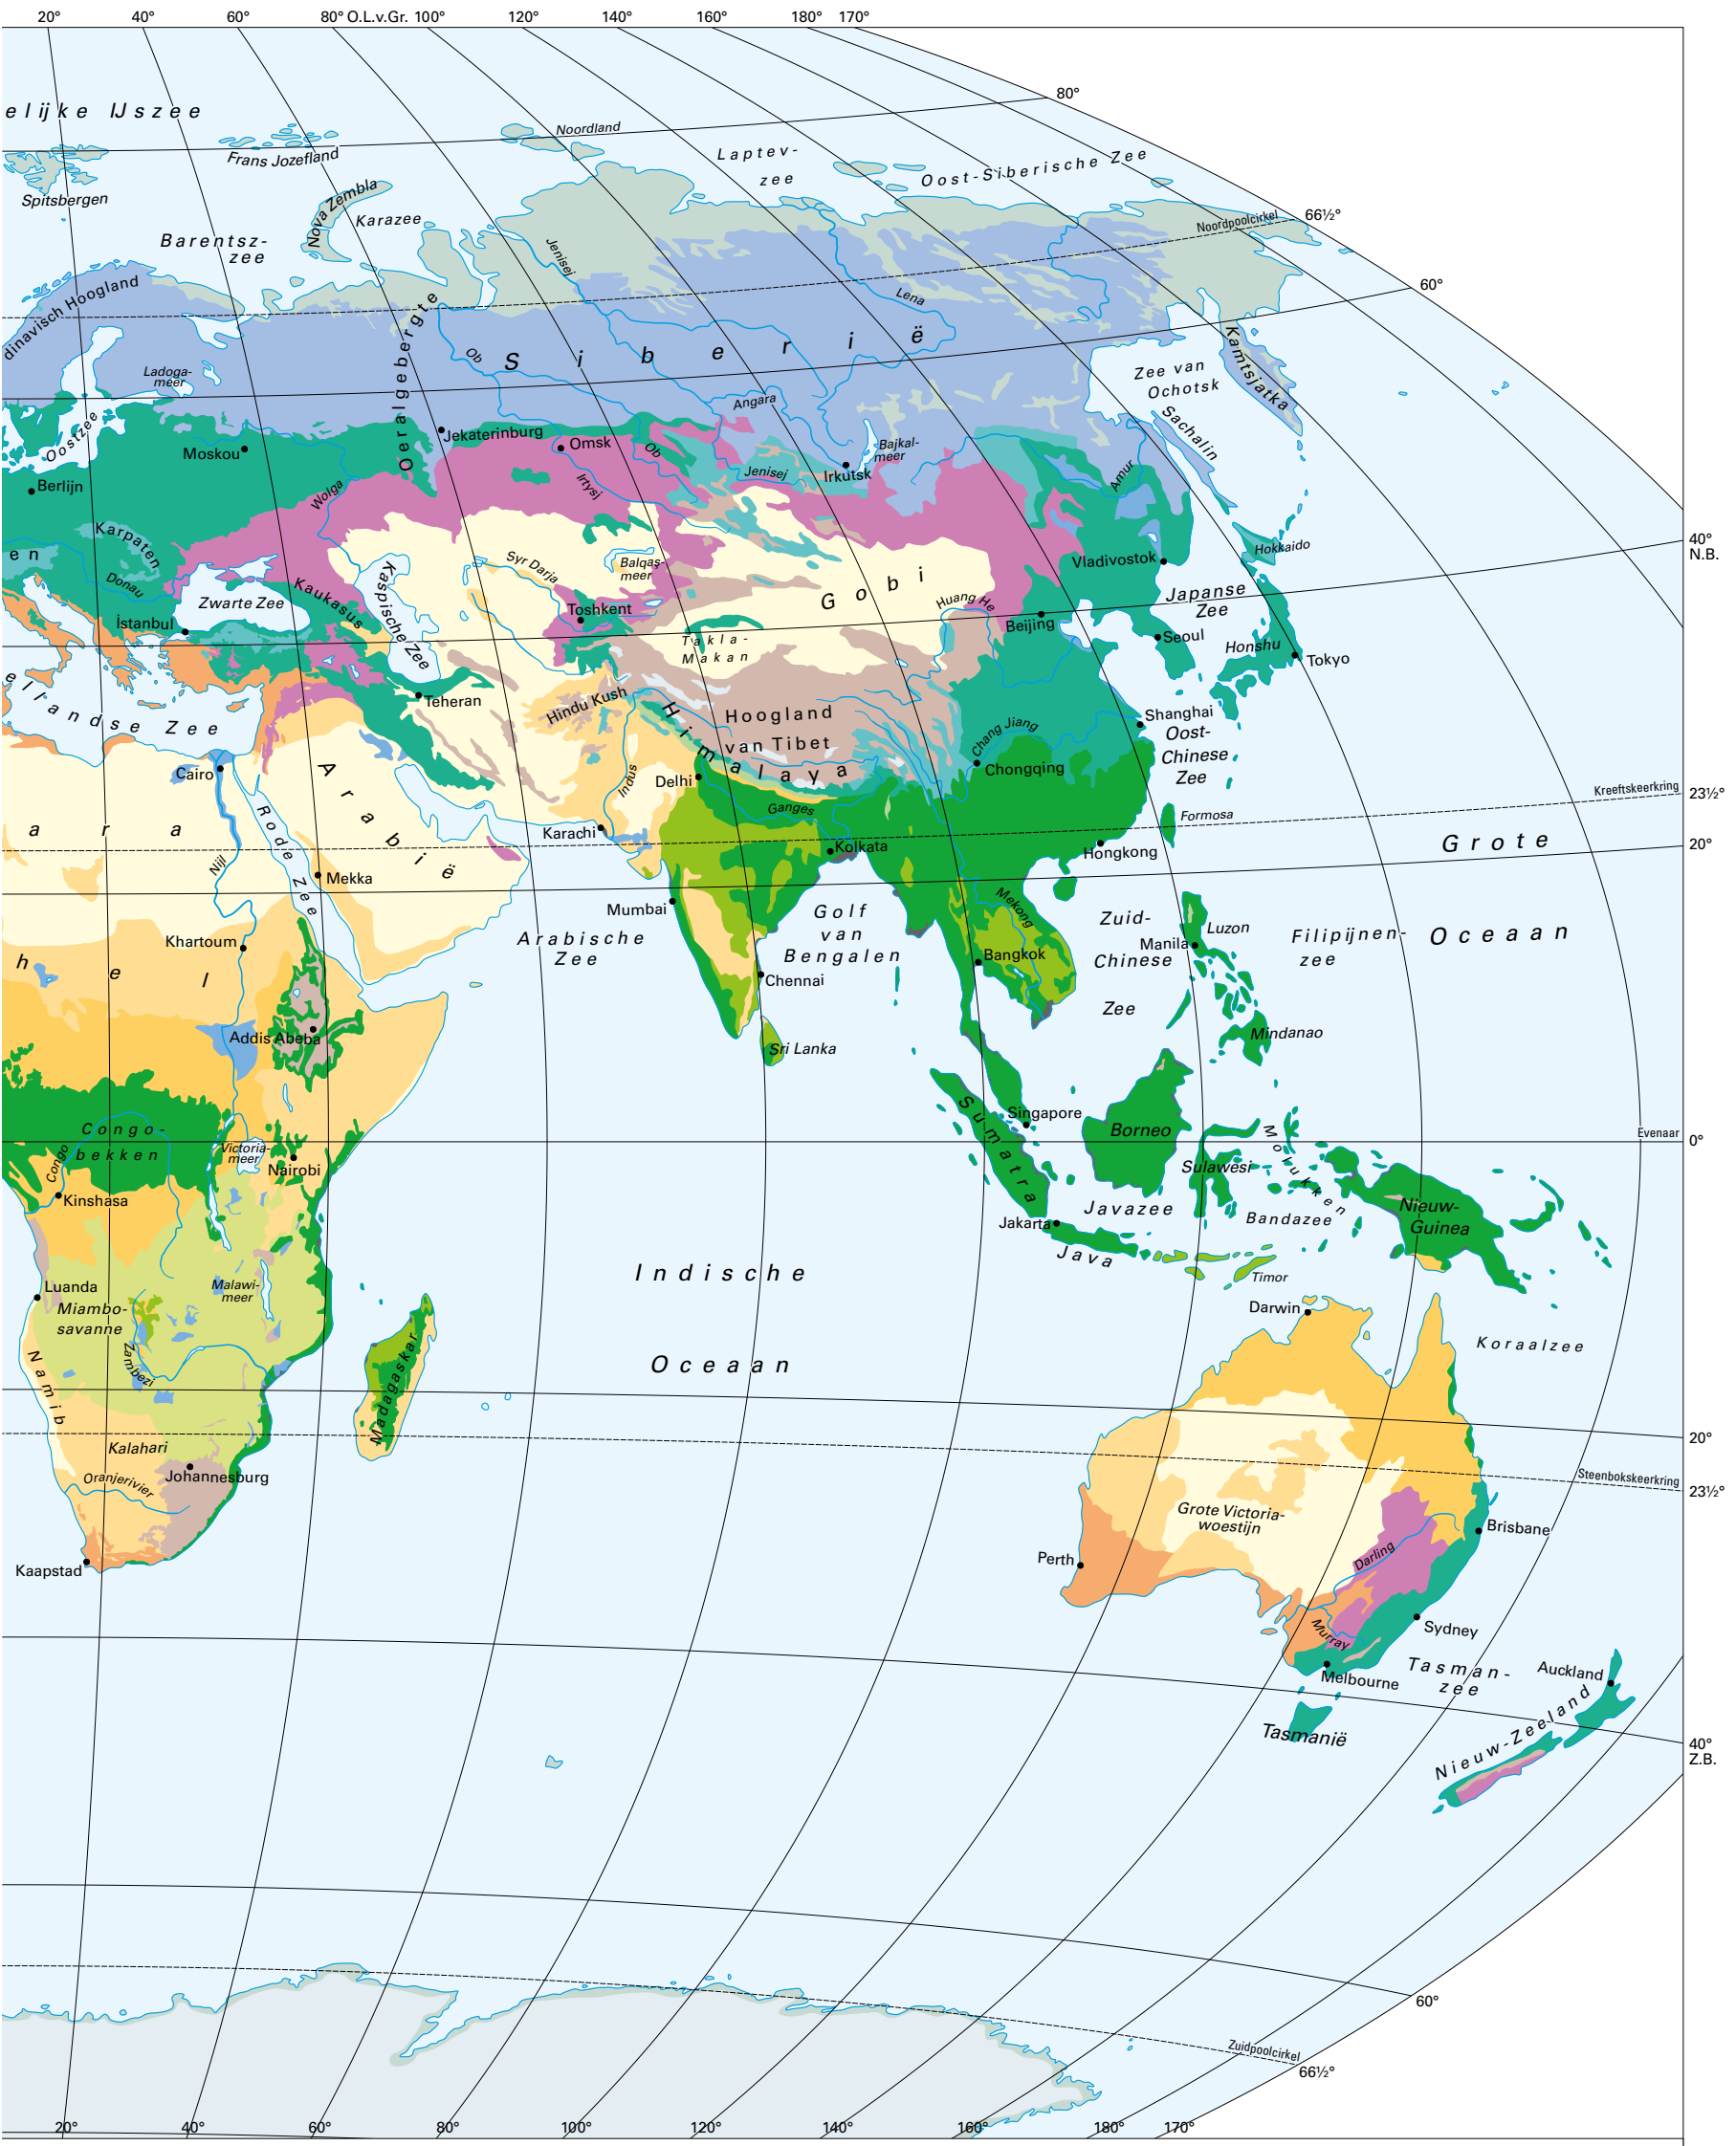 20° 40° 60° 80° O.L.v.Gr. 100° 120° 140° 160° 180° 170°
80°
elijke IJszee
Noordland
Frans Jozefland
Laptev-
zee
Oost-Siberische Zee
Spitsbergen
Nova Zembla
Karazee
66½°
Noordpoolcirkel
Barentsz-
zee
Jenisej
60°
dinavisch Hoogland
Lena
Oeralgebergte
Ob
Siberië
Kamtsjatka
Ladoga-
meer
Zee van
Ochotsk
Angara
Sachalin
Oostzee
Jekaterinburg
Omsk
Ob
Bajkal-
meer
Moskou
Jenisej
Irkutsk
Amur
Berlijn
Wolga
Irtysj
Karpaten
40°
N.B.
en
Hokkaido
Syr Darja
Balqaş-
meer
Vladivostok
Donau
Kaspische Zee
Gobi
Kaukasus
Zwarte Zee
Huang He
Japanse
Zee
Toshkent
İstanbul
Beijing
Takla-
Makan
Seoul
Honshu
Tokyo
ellandse Zee
Teheran
Hindu Kush
Himalaya
Hoogland
van Tibet
Shanghai
Oost-
Chinese
Zee
Chang Jiang
Cairo
Arabië
Indus
Delhi
Chongqing
Kreeftskeerkring
23½°
Ganges
Formosa
ara
Rode Zee
Karachi
Kolkata
Hongkong
Grote
20°
Nijl
Mekka
Mumbai
Golf
van
Bengalen
Mekong
Zuid-
Chinese
Zee
Luzon
Manila
Filipijnen-
zee
Oceaan
Khartoum
Arabische
Zee
Bangkok
hel
Chennai
Addis Abeba
Sri Lanka
Mindanao
Sumatra
Singapore
Congo-
bekken
Borneo
Molukken
Evenaar
0°
Victoria-
meer
Nairobi
Congo
Sulawesi
Kinshasa
Nieuw-
Guinea
Javazee
Bandazee
Jakarta
Java
Indische
Timor
Luanda
Malawi-
meer
Miambo-
savanne
Darwin
Koraalzee
Zambezi
Namib
Oceaan
Madagaskar
20°
Kalahari
Steenbokskeerkring
23½°
Johannesburg
Oranjerivier
Grote Victoria-
woestijn
Brisbane
Perth
Darling
Kaapstad
Murray
Sydney
Tasman-
zee
Auckland
Melbourne
Tasmanië
Nieuw-Zeeland
40°
Z.B.
60°
Zuidpoolcirkel
66½°
20° 40° 60° 80° 100° 120° 140° 160° 180° 170°